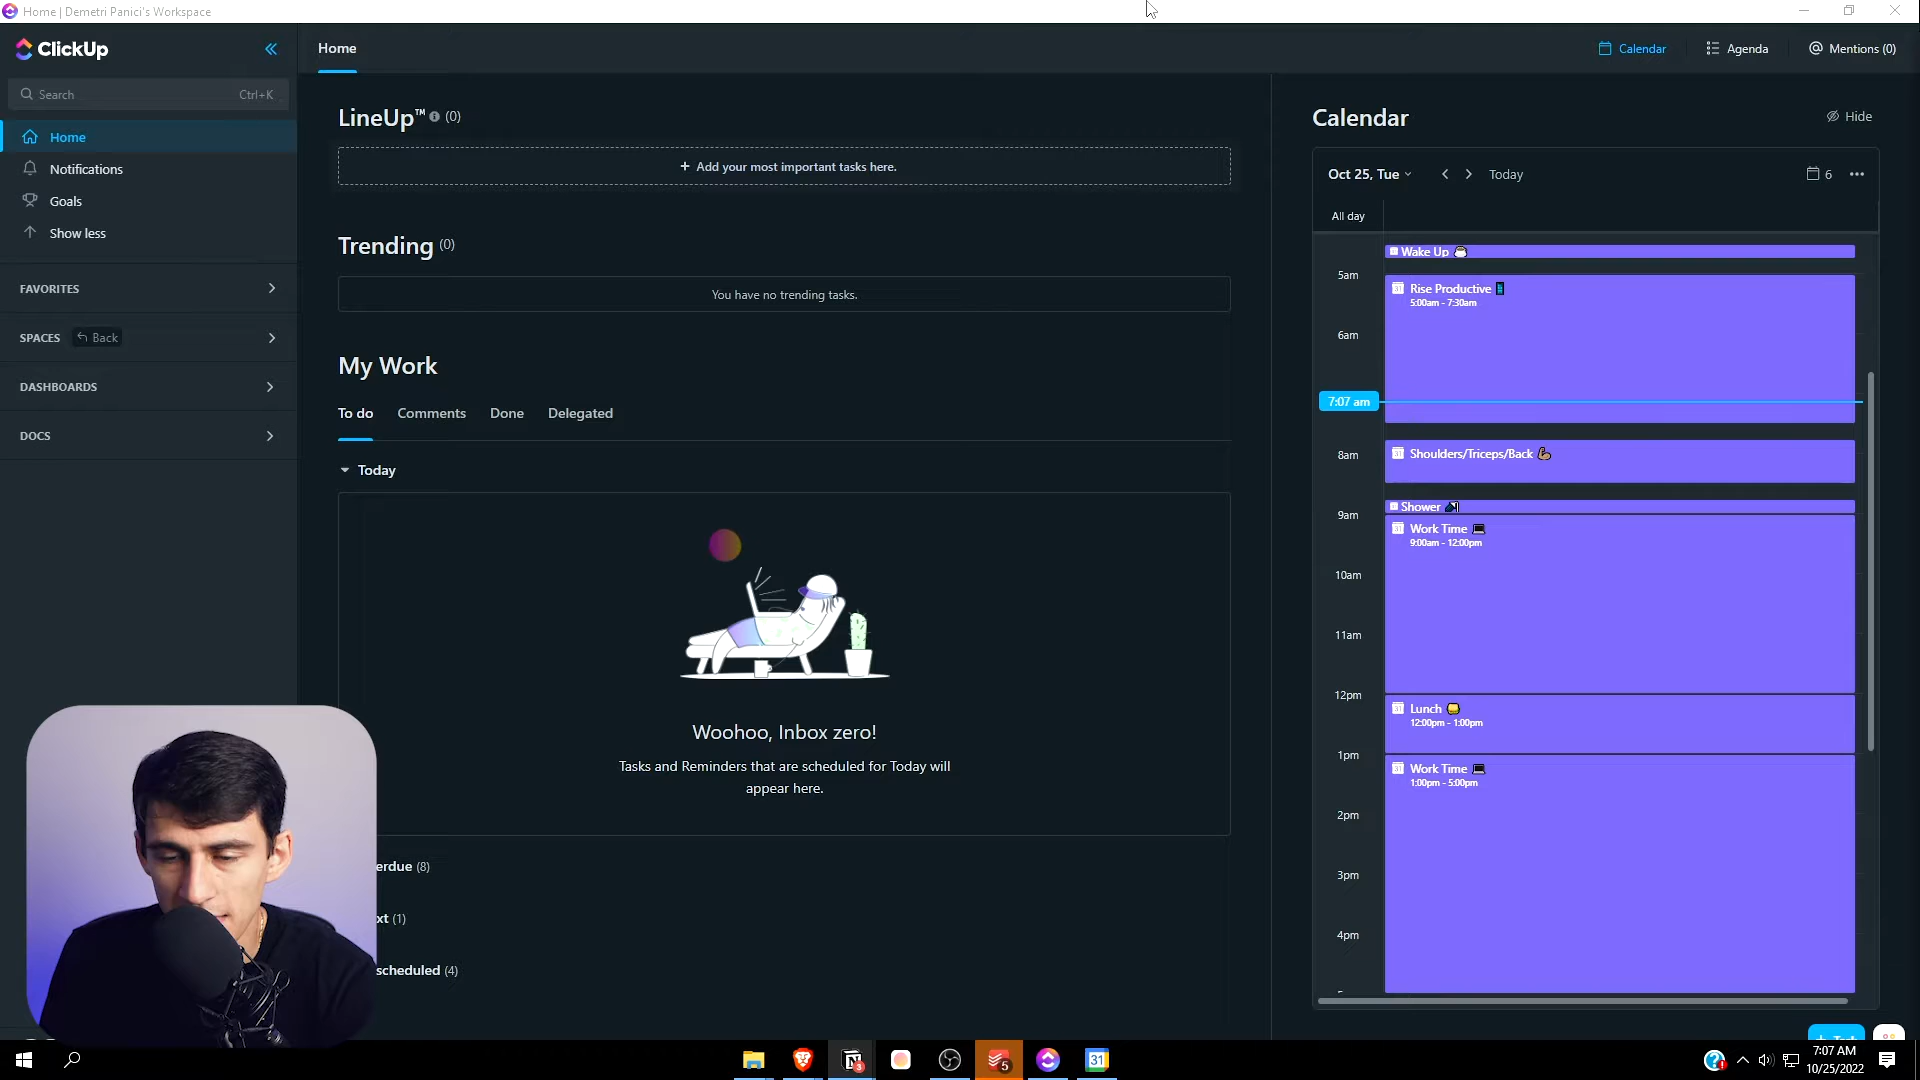 Home | Demetri Panici's Workspace
ClickUp
Home
Calendar
Agenda
Mentions (0)
Search
Ctrl+K
Home
Notifications
Goals
Show less
FAVORITES
SPACES
Back
DASHBOARDS
DOCS
LineUp™ (0)
+ Add your most important tasks here.
Trending (0)
You have no trending tasks.
My Work
To do
Comments
Done
Delegated
Today
Woohoo, Inbox zero!
Tasks and Reminders that are scheduled for Today will
appear here.
erdue (8)
xt (1)
scheduled (4)
Calendar
Hide
Oct 25, Tue
Today
6
All day
Wake Up
5am
Rise Productive
5:00am - 7:30am
6am
7:07 am
8am
Shoulders/Triceps/Back
Shower
9am
Work Time
9:00am - 12:00pm
10am
11am
12pm
Lunch
12:00pm - 1:00pm
1pm
Work Time
1:00pm - 5:00pm
2pm
3pm
4pm
3
5
31
7:07 AM
10/25/2022